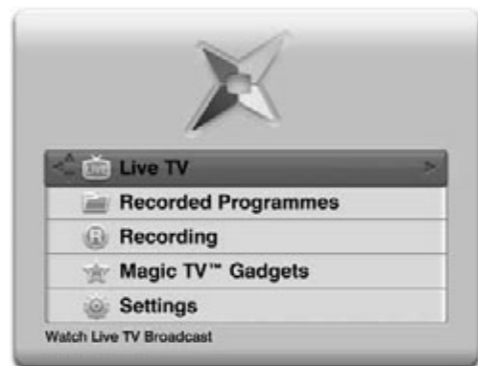 Live TV
Recorded Programmes
Recording
Magic TV™ Gadgets
Settings
Watch Live TV Broadcast